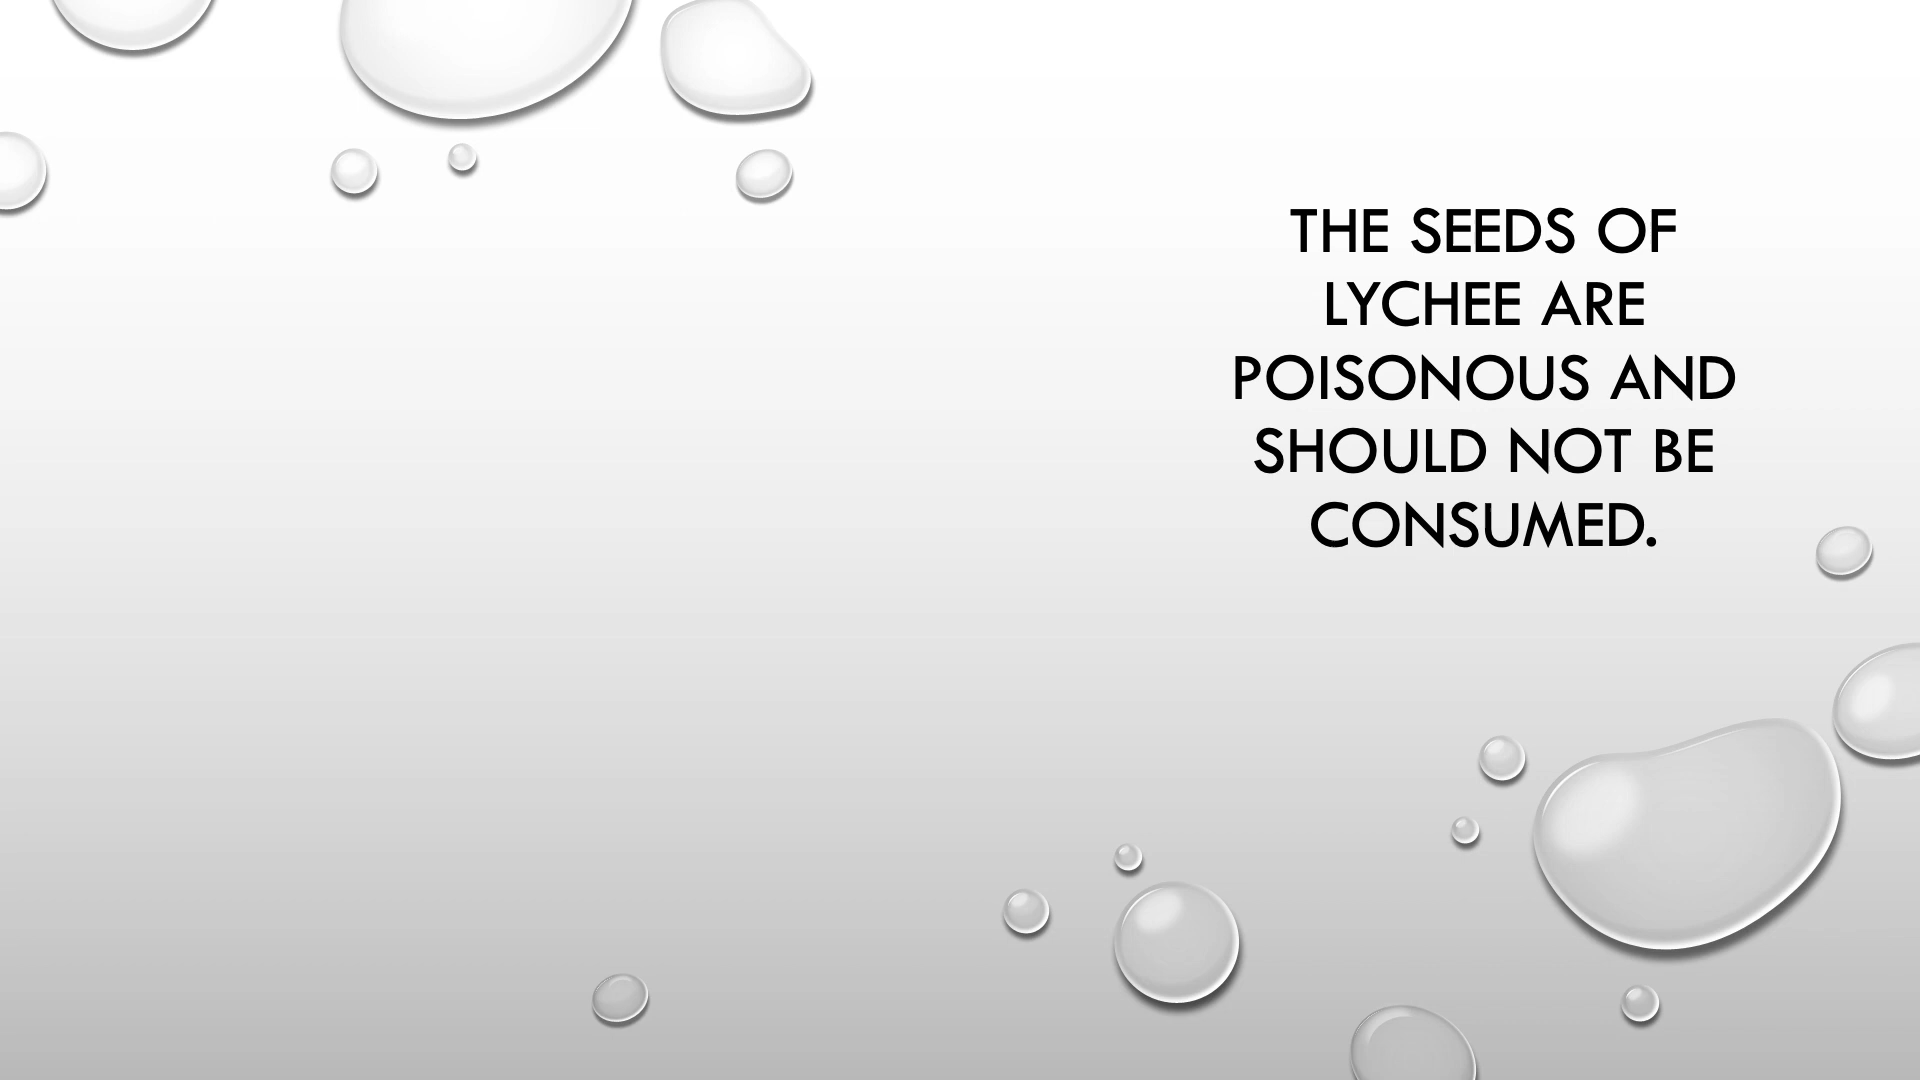 THE SEEDS OF
LYCHEE ARE
POISONOUS AND
SHOULD NOT BE
CONSUMED.